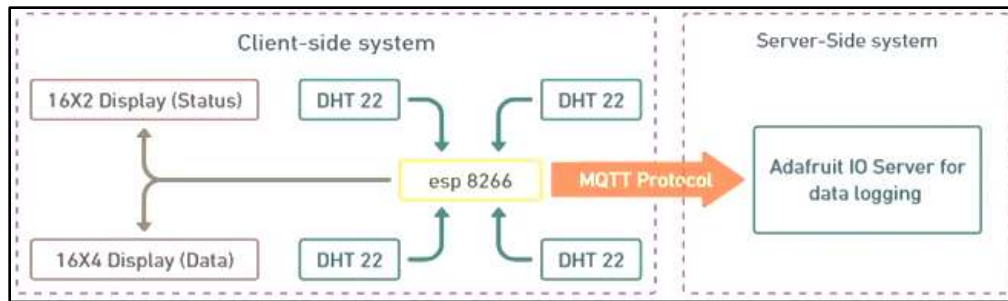 Client-side system
Server-Side system
16X2 Display (Status)
DHT 22
DHT 22
esp 8266
MQTT Protocol
Adafruit IO Server for
data logging
16X4 Display (Data)
DHT 22
DHT 22